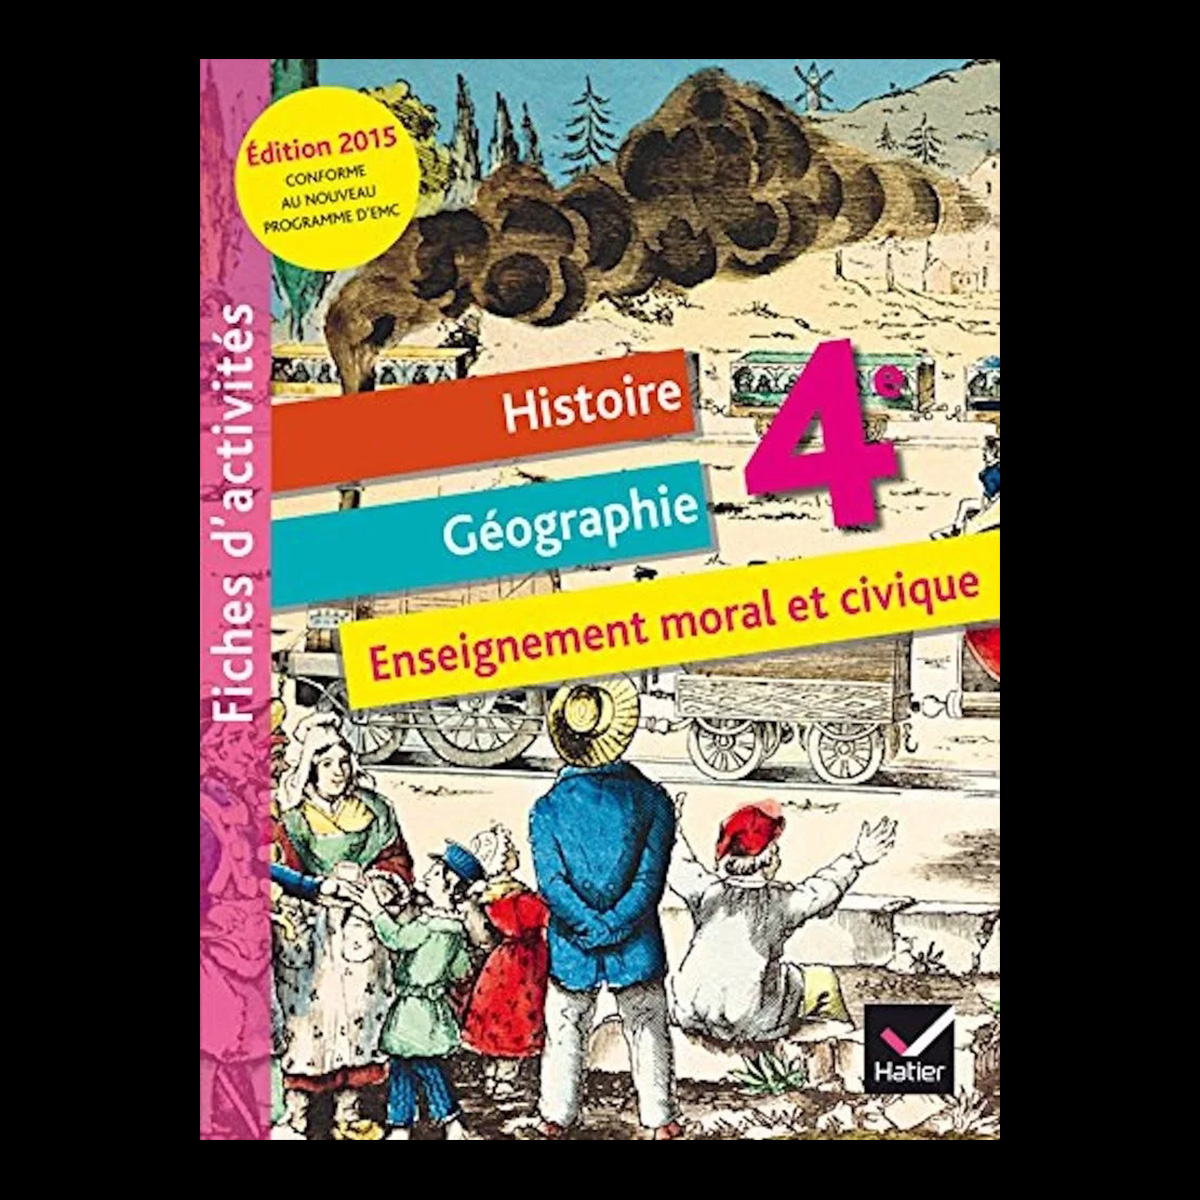 Édition 2015
CONFORME
AU NOUVEAU
PROGRAMME D'EMC
Fiches d'activités
Histoire
4e
Géographie
Enseignement moral et civique
Hatier